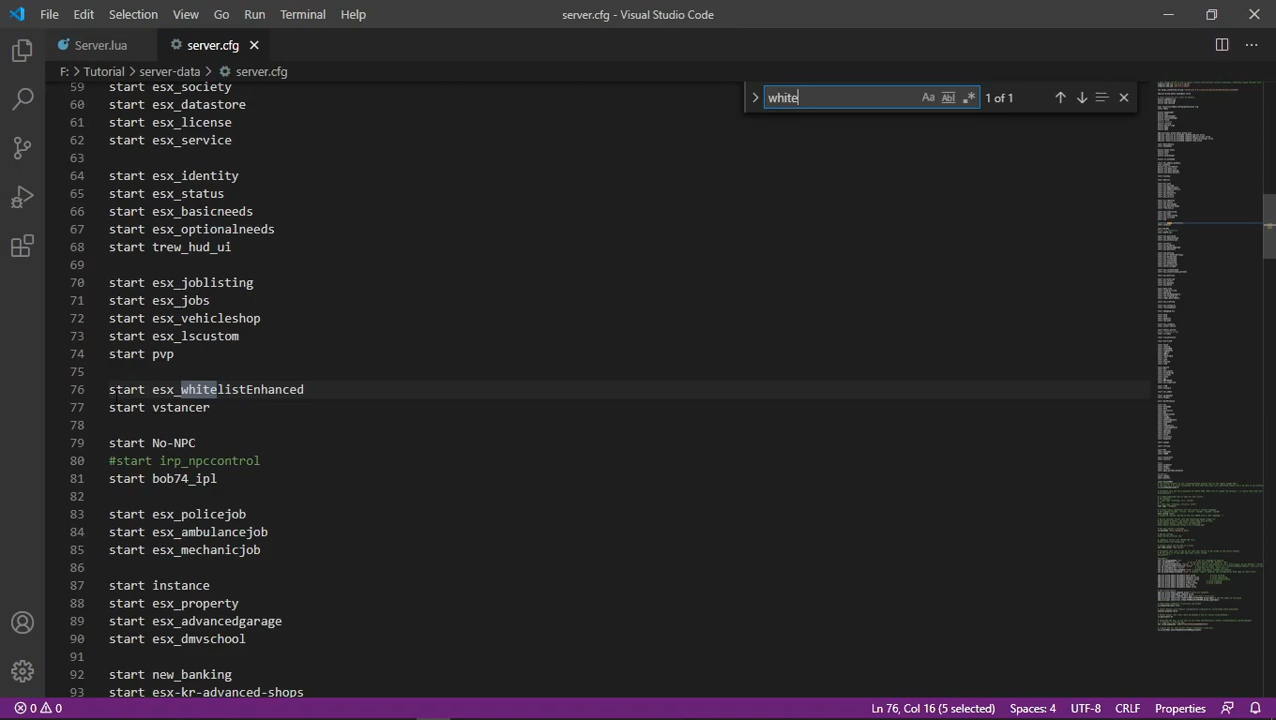 File Edit Selection View Go Run Terminal Help
server.cfg - Visual Studio Code
Server.lua
server.cfg
F: > Tutorial > server-data > server.cfg
white
Aa
Abl
1 of 1
59 start esx_society
60 start esx_datastore
61 start esx_license
62 start esx_service
63
64 start esx_identity
65 start esx_status
66 start esx_basicneeds
67 start esx_optionalneeds
68 start trew_hud_ui
69
70 start esx_joblisting
71 start esx_jobs
72 start esx_vehicleshop
73 start esx_lscustom
74 start pvp
75
76 start esx_whitelistEnhanced
77 start vstancer
78
79 start No-NPC
80 #start irp_npccontrol
81 start bob74_ipl
82
83 start esx_policejob
84 start esx_ambulancejob
85 start esx_mechanicjob
86
87 start instance
88 start esx_property
89 start esx_advancedgarage
90 start esx_dmvschool
91
92 start new_banking
93 start esx-kr-advanced-shops
0 0
Ln 76, Col 16 (5 selected)
Spaces: 4
UTF-8
CRLF
Properties